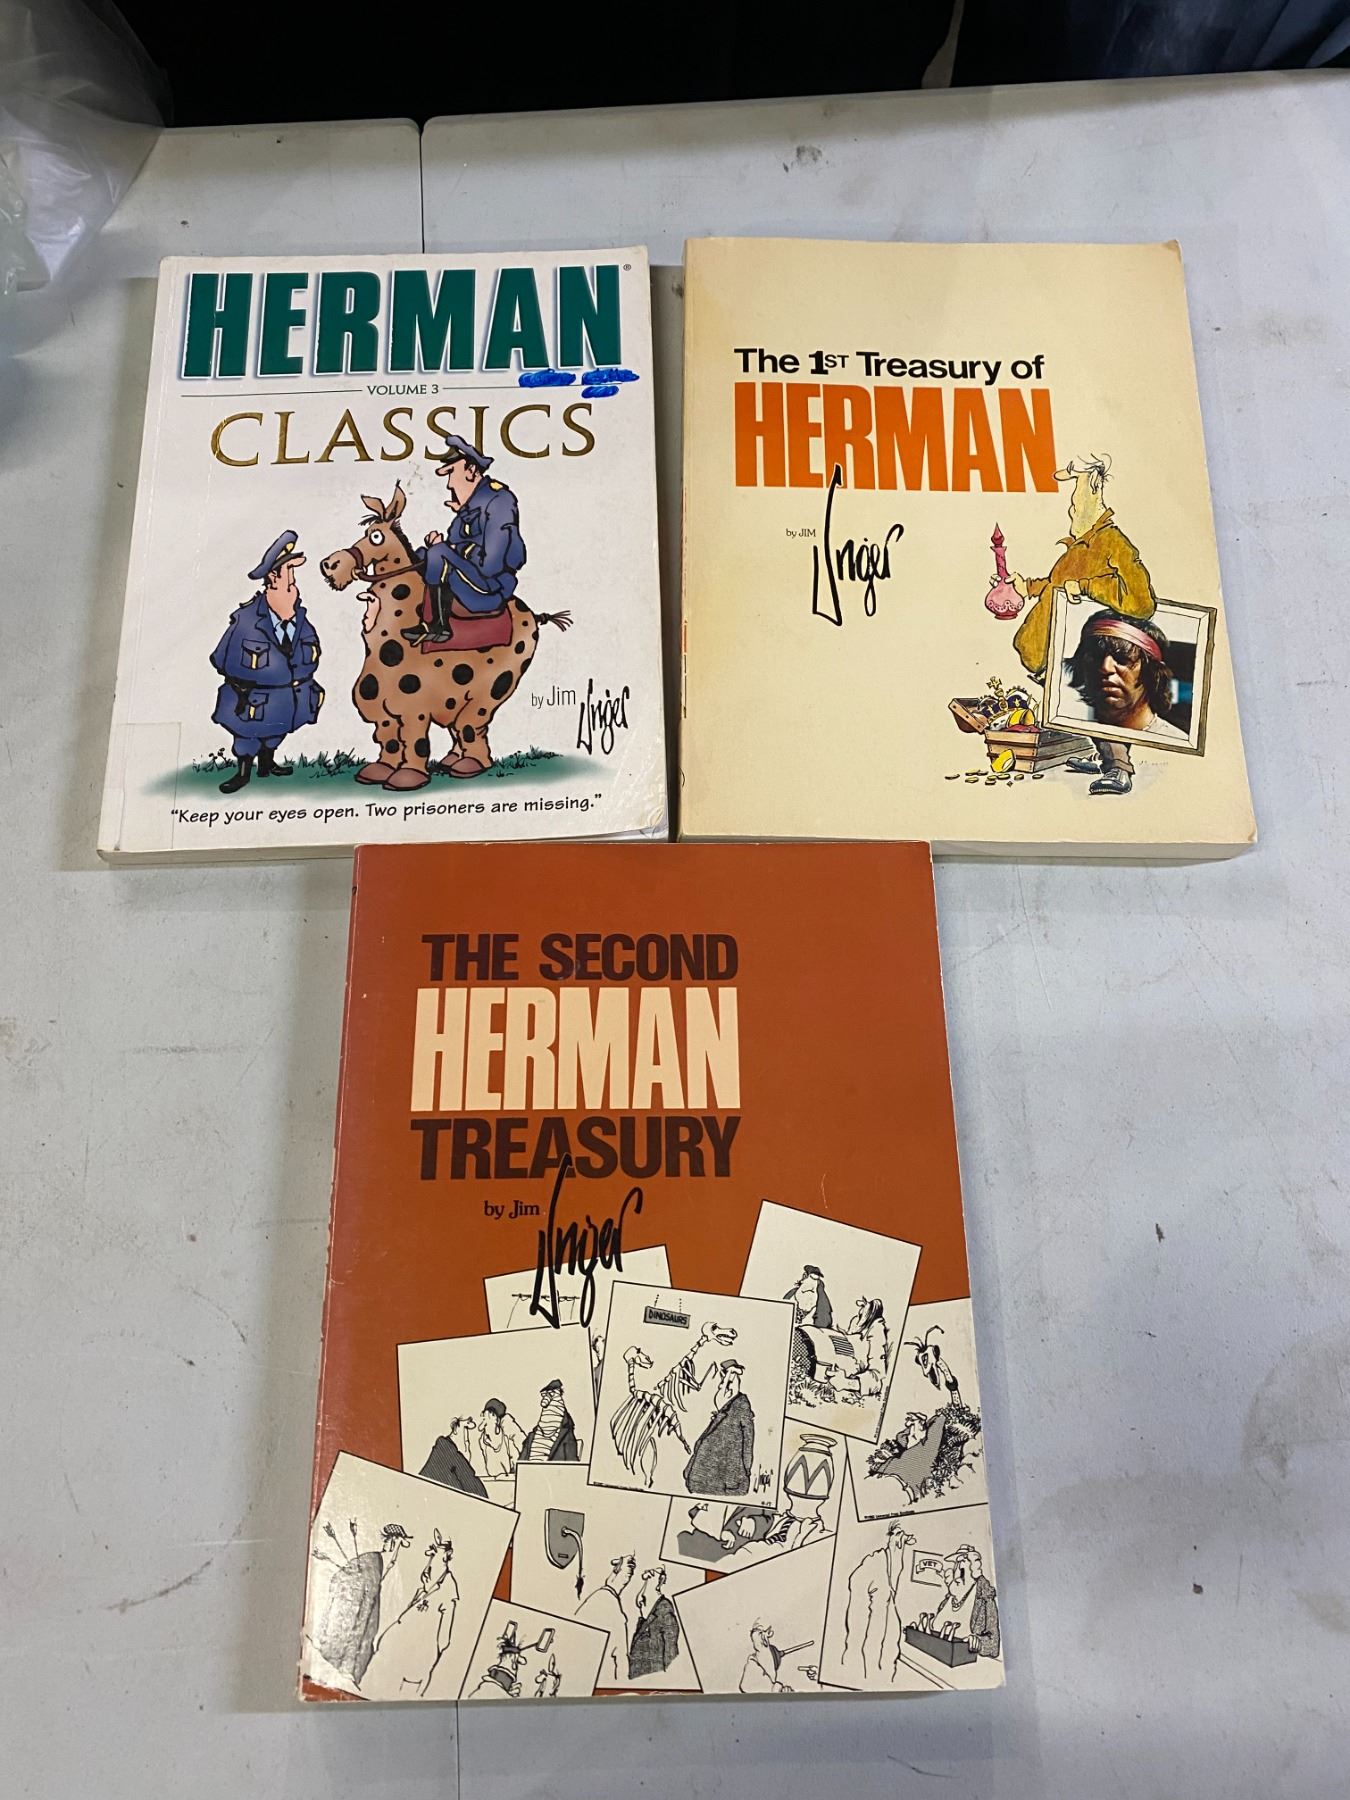 HERMAN®
VOLUME 3
CLASSICS
by Jim Unger
"Keep your eyes open. Two prisoners are missing."
The 1ST Treasury of
HERMAN
by JIM Unger
THE SECOND
HERMAN
TREASURY
by Jim Unger
DINOSAURS
Unger
VET